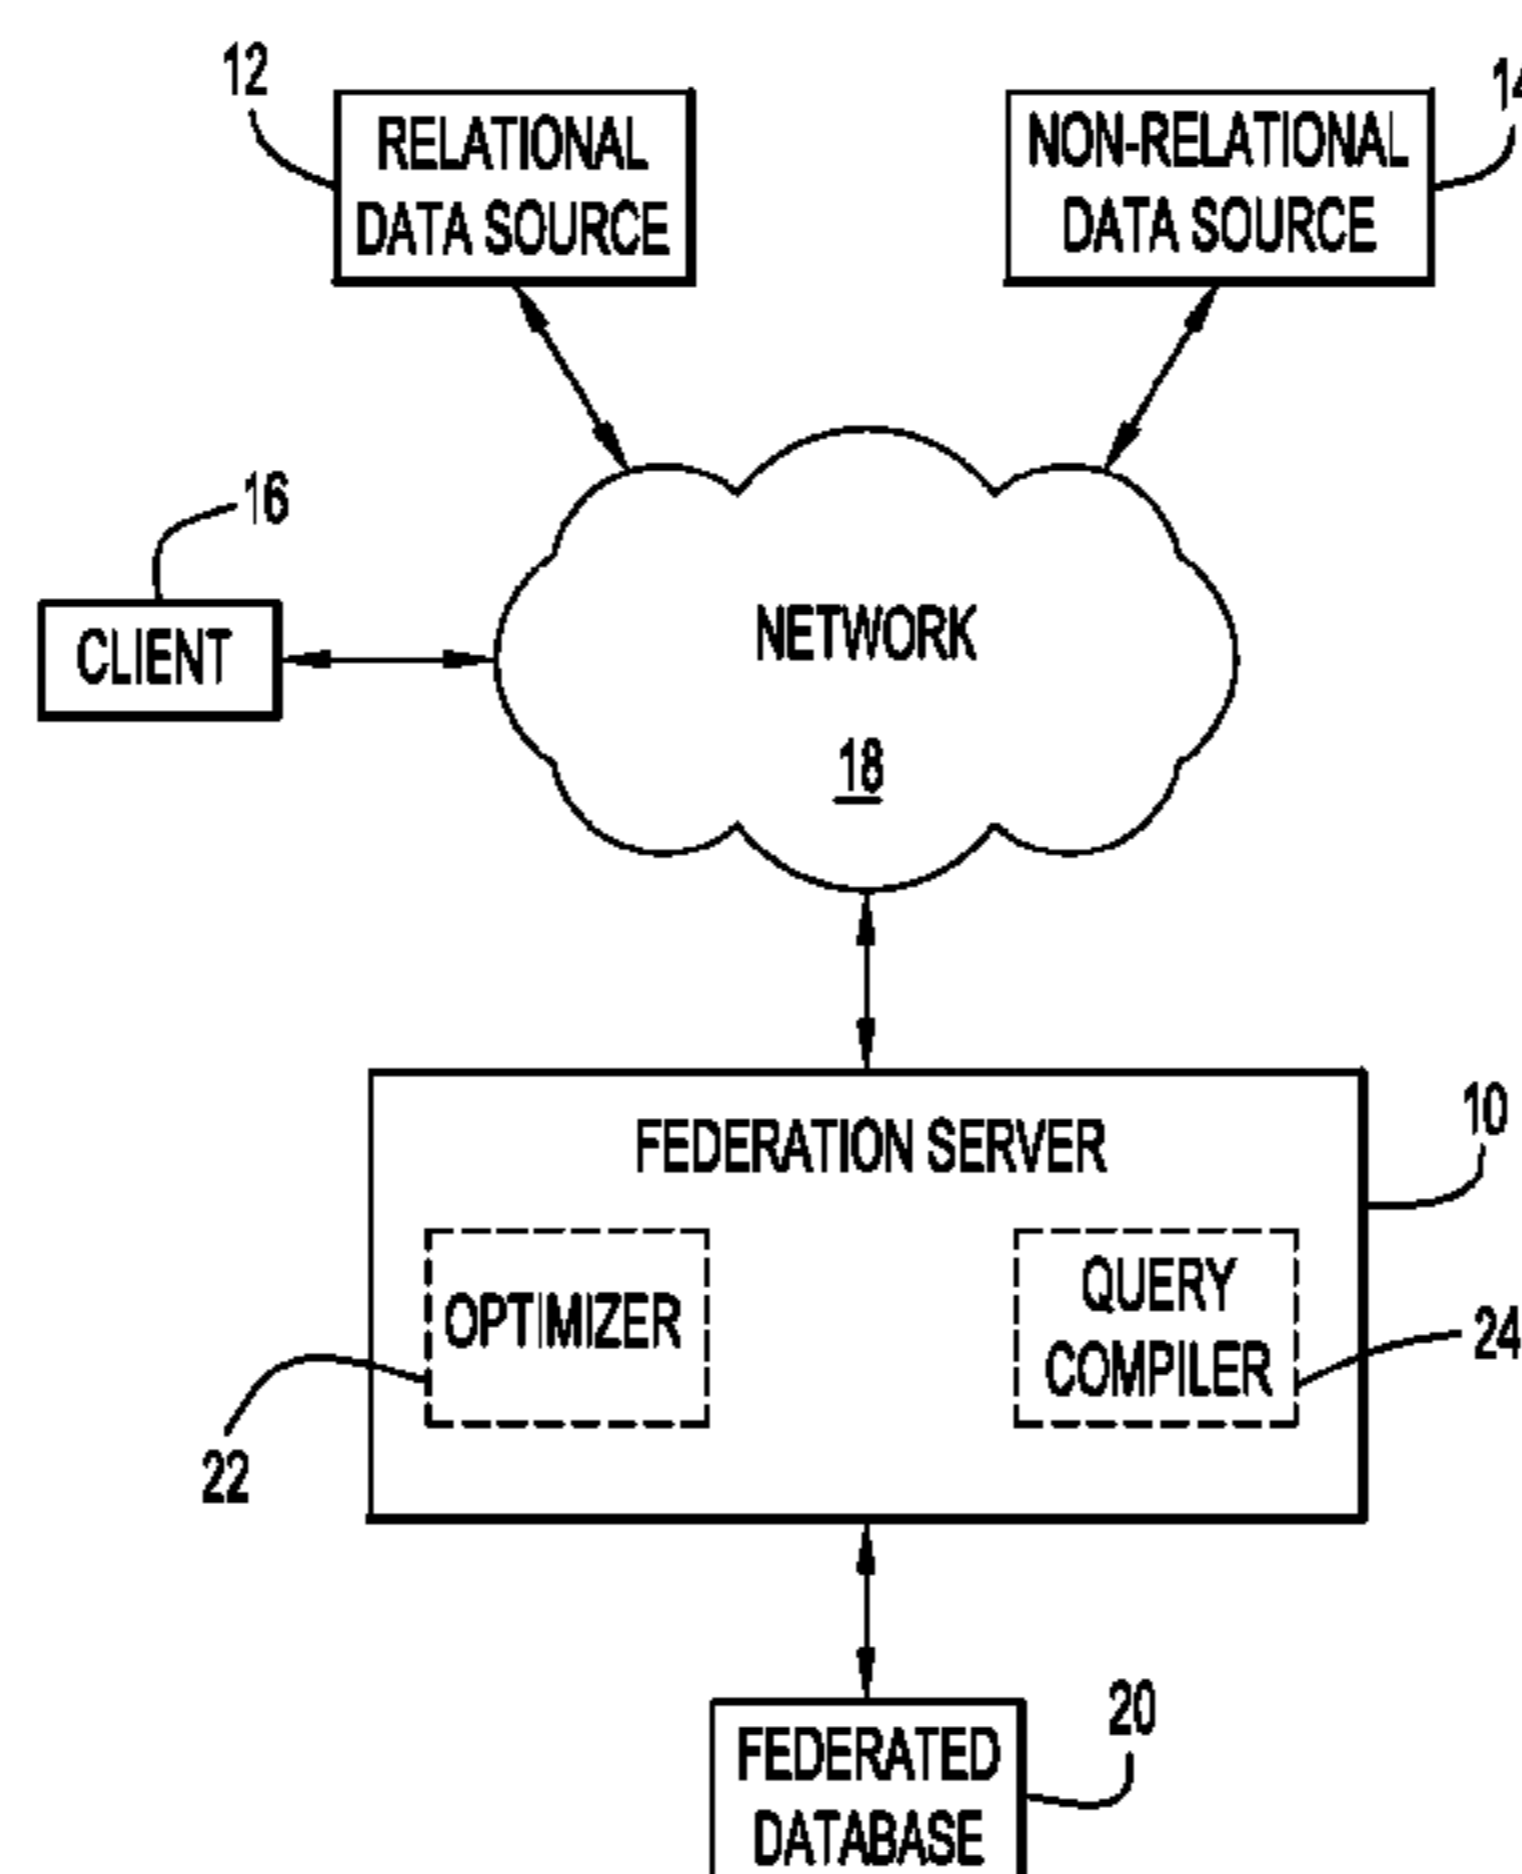 12
RELATIONAL
DATA SOURCE
NON-RELATIONAL
DATA SOURCE
14
16
CLIENT
NETWORK
18
FEDERATION SERVER
10
OPTIMIZER
QUERY
COMPILER
24
22
20
FEDERATED
DATABASE